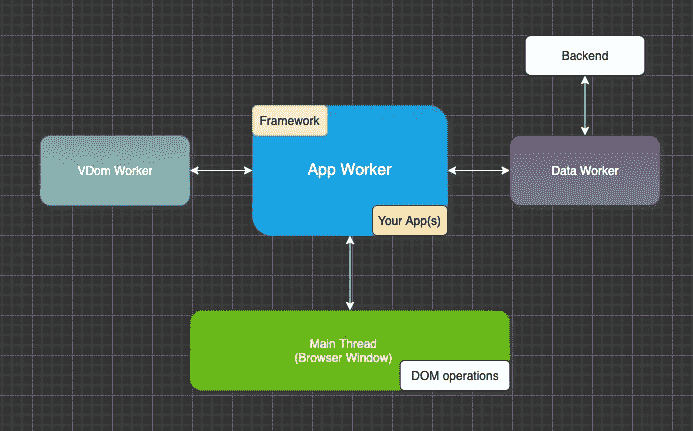 Backend
Framework
VDom Worker
App Worker
Data Worker
Your App(s)
Main Thread
(Browser Window)
DOM operations